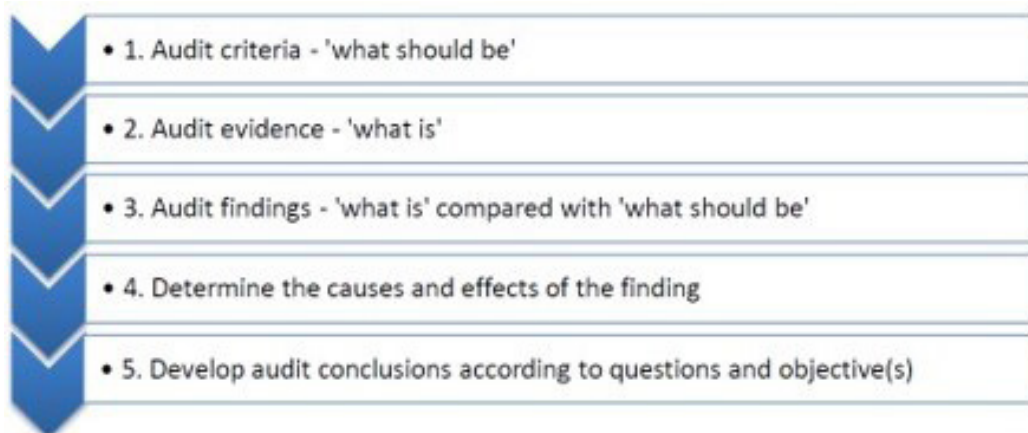 • 1. Audit criteria - 'what should be'
• 2. Audit evidence - 'what is'
• 3. Audit findings - 'what is' compared with 'what should be'
• 4. Determine the causes and effects of the finding
• 5. Develop audit conclusions according to questions and objective(s)